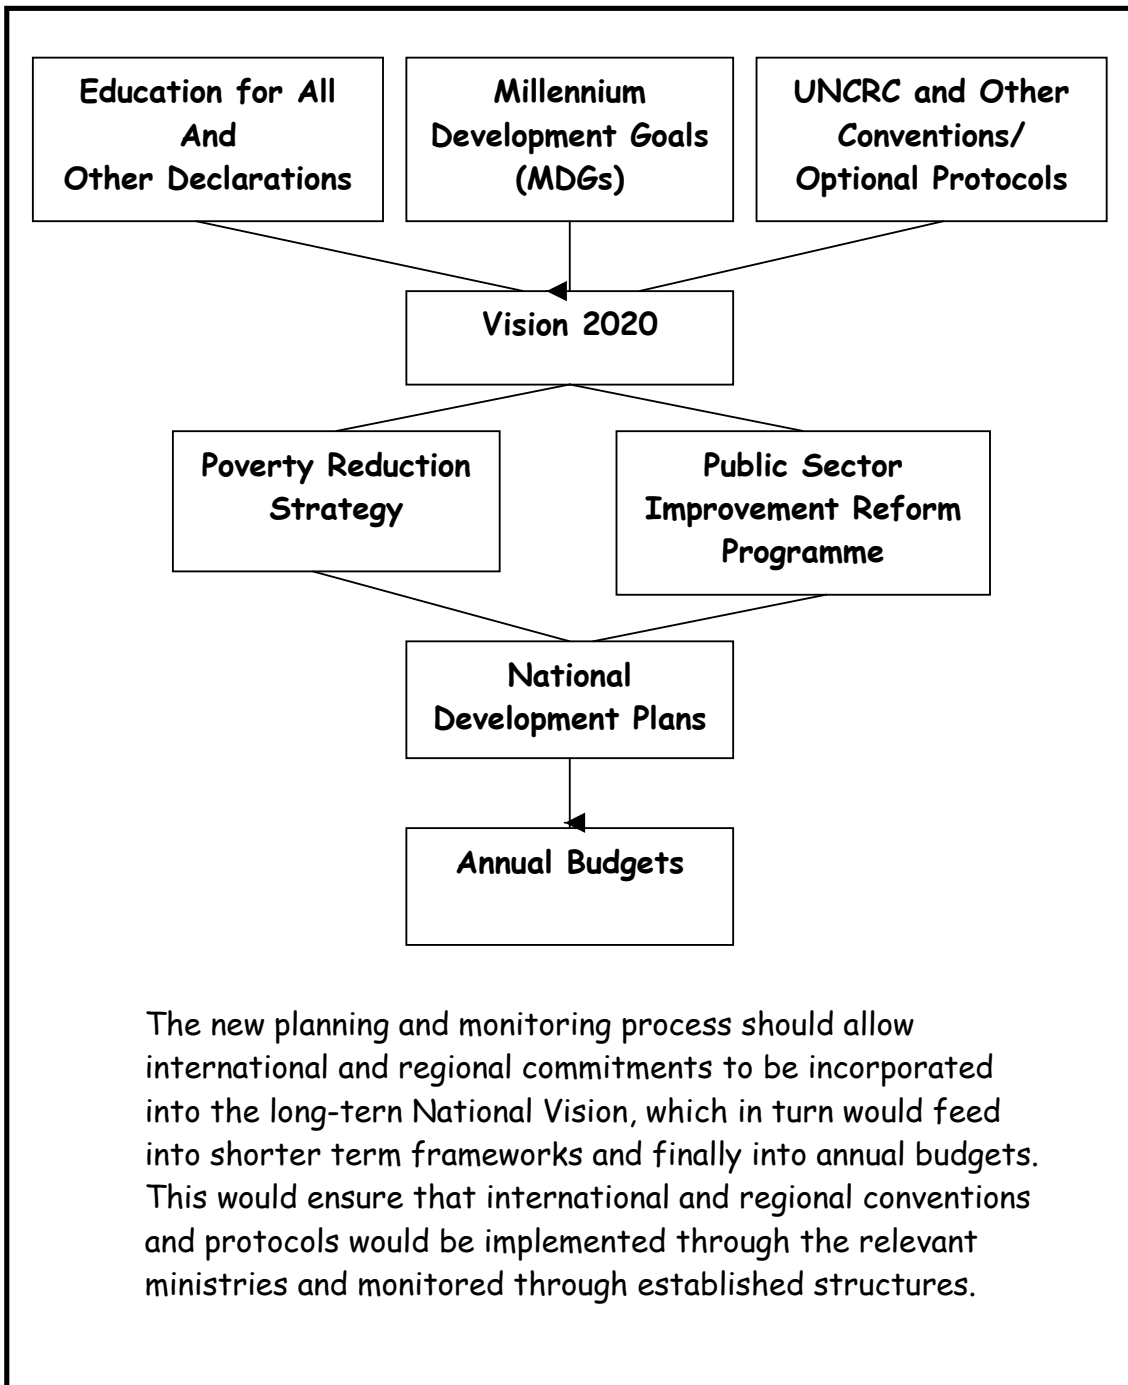 Education for All
And
Other Declarations
Millennium
Development Goals
(MDGs)
UNCRC and Other
Conventions/
Optional Protocols
Vision 2020
Poverty Reduction
Strategy
Public Sector
Improvement Reform
Programme
National
Development Plans
Annual Budgets
The new planning and monitoring process should allow
international and regional commitments to be incorporated
into the long-tern National Vision, which in turn would feed
into shorter term frameworks and finally into annual budgets.
This would ensure that international and regional conventions
and protocols would be implemented through the relevant
ministries and monitored through established structures.